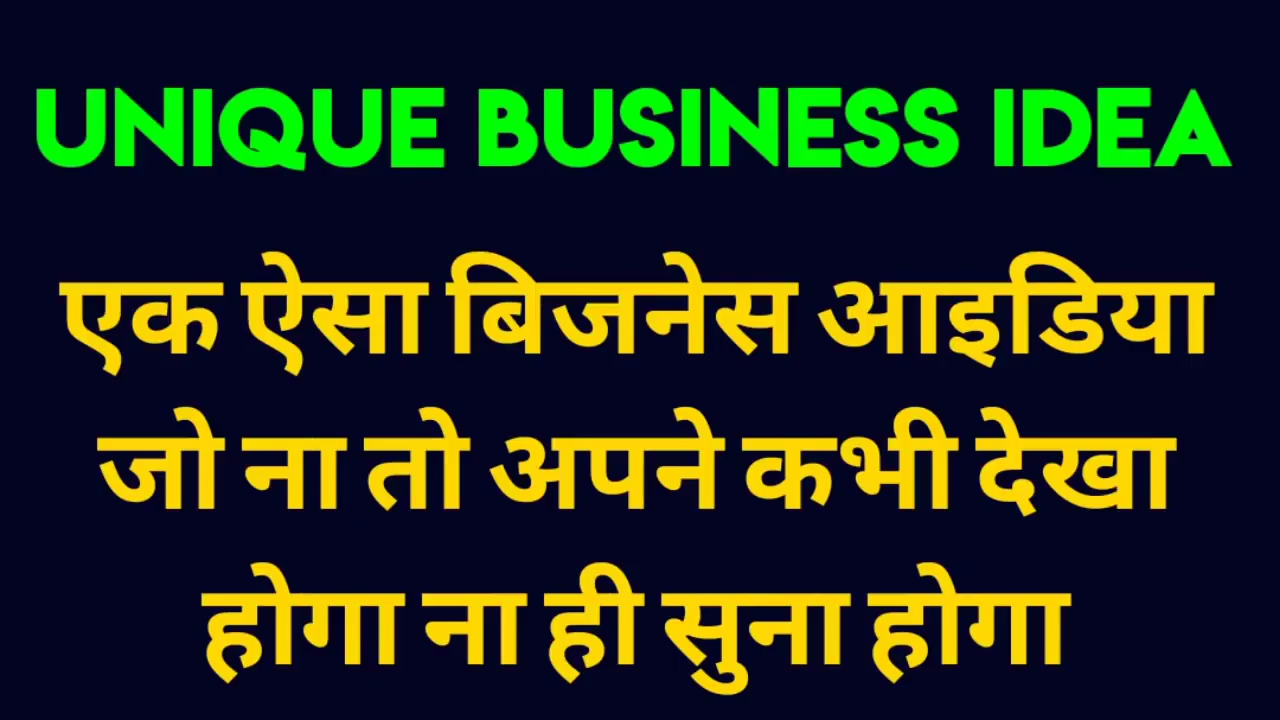 UNIQUE BUSINESS IDEA
एक ऐसा बिजनेस आइडिया
जो ना तो अपने कभी देखा
होगा ना ही सुना होगा